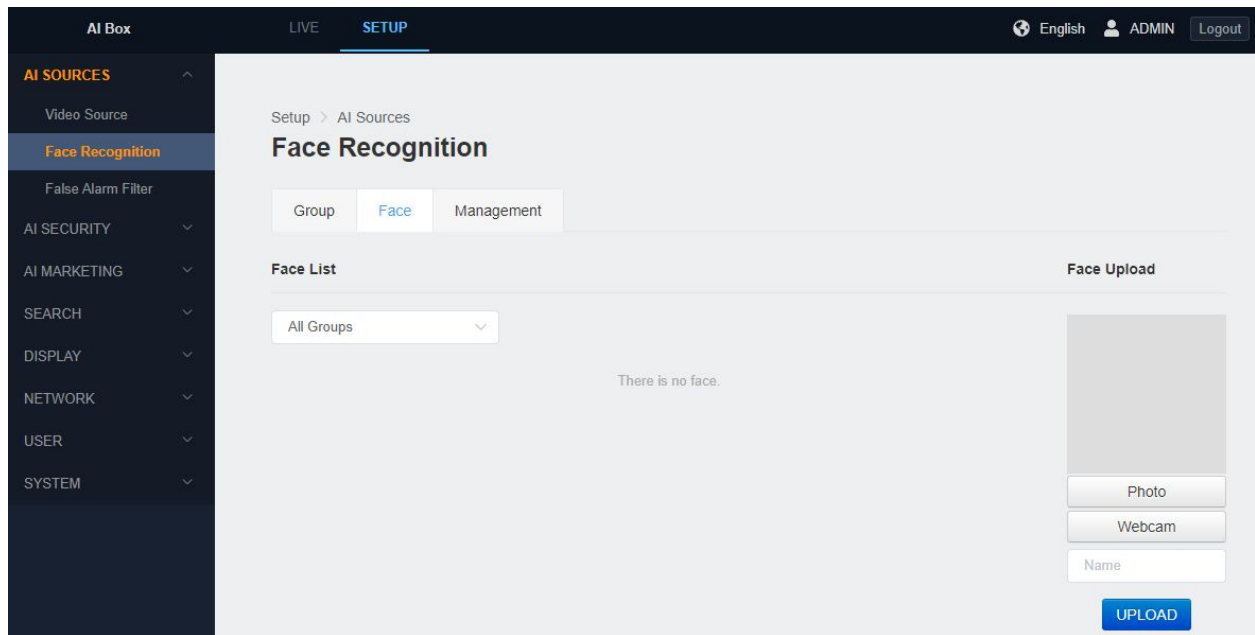 AI Box
LIVE
SETUP
English
ADMIN
Logout
AI SOURCES
Video Source
Face Recognition
False Alarm Filter
AI SECURITY
AI MARKETING
SEARCH
DISPLAY
NETWORK
USER
SYSTEM
Setup > AI Sources
Face Recognition
Group
Face
Management
Face List
Face Upload
All Groups
There is no face.
Photo
Webcam
Name
UPLOAD